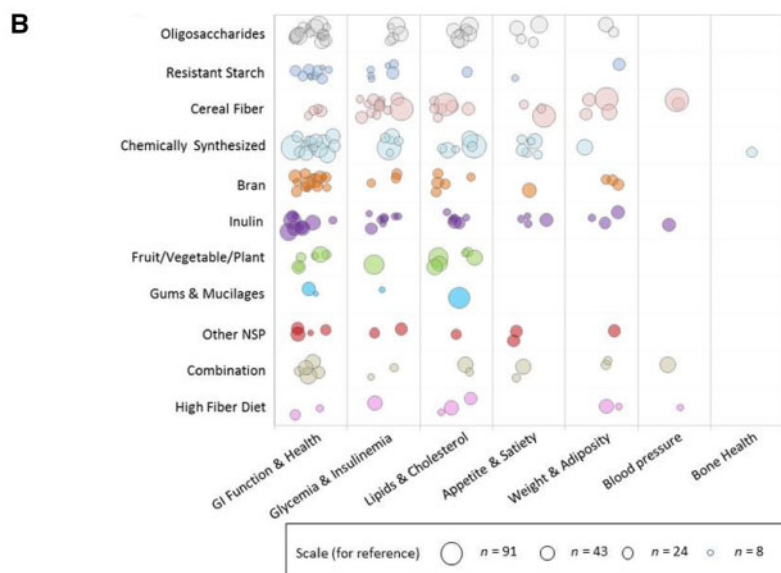 B
Oligosaccharides
Resistant Starch
Cereal Fiber
Chemically Synthesized
Bran
Inulin
Fruit/Vegetable/Plant
Gums & Mucilages
Other NSP
Combination
High Fiber Diet
GI Function & Health
Glycemia & Insulinemia
Lipids & Cholesterol
Appetite & Satiety
Weight & Adiposity
Blood pressure
Bone Health
Scale (for reference) n = 91 n = 43 n = 24 n = 8